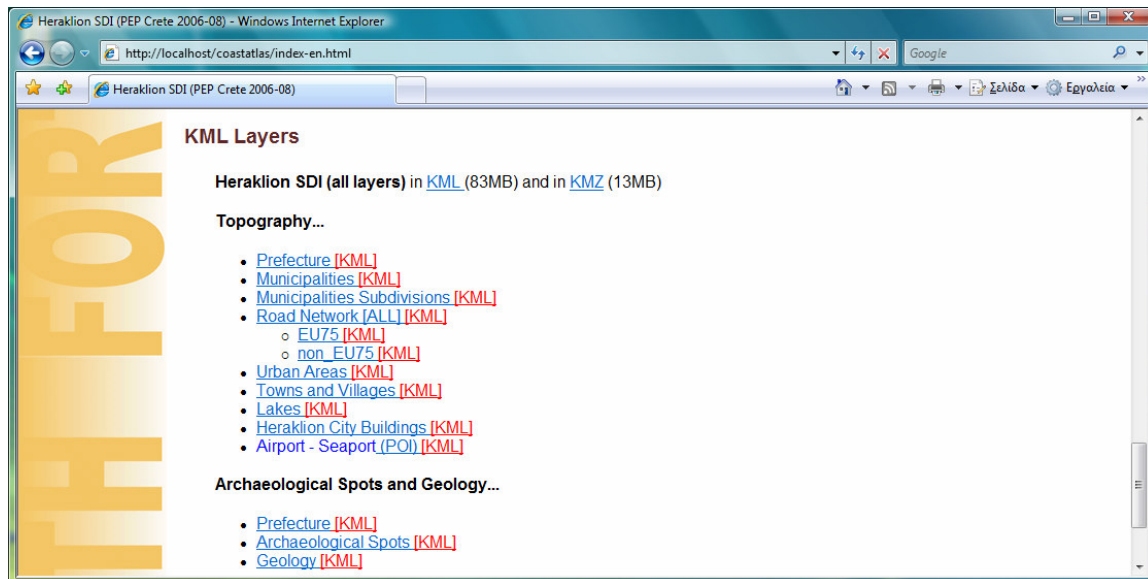 Heraklion SDI (PEP Crete 2006-08) - Windows Internet Explorer
http://localhost/coastatlas/index-en.html
Google
Heraklion SDI (PEP Crete 2006-08)
Σελίδα
Εργαλεία
TH FOR
KML Layers
Heraklion SDI (all layers) in KML (83MB) and in KMZ (13MB)
Topography...
• Prefecture [KML]
• Municipalities [KML]
• Municipalities Subdivisions [KML]
• Road Network [ALL] [KML]
○ EU75 [KML]
○ non_EU75 [KML]
• Urban Areas [KML]
• Towns and Villages [KML]
• Lakes [KML]
• Heraklion City Buildings [KML]
• Airport - Seaport (POI) [KML]
Archaeological Spots and Geology...
• Prefecture [KML]
• Archaeological Spots [KML]
• Geology [KML]